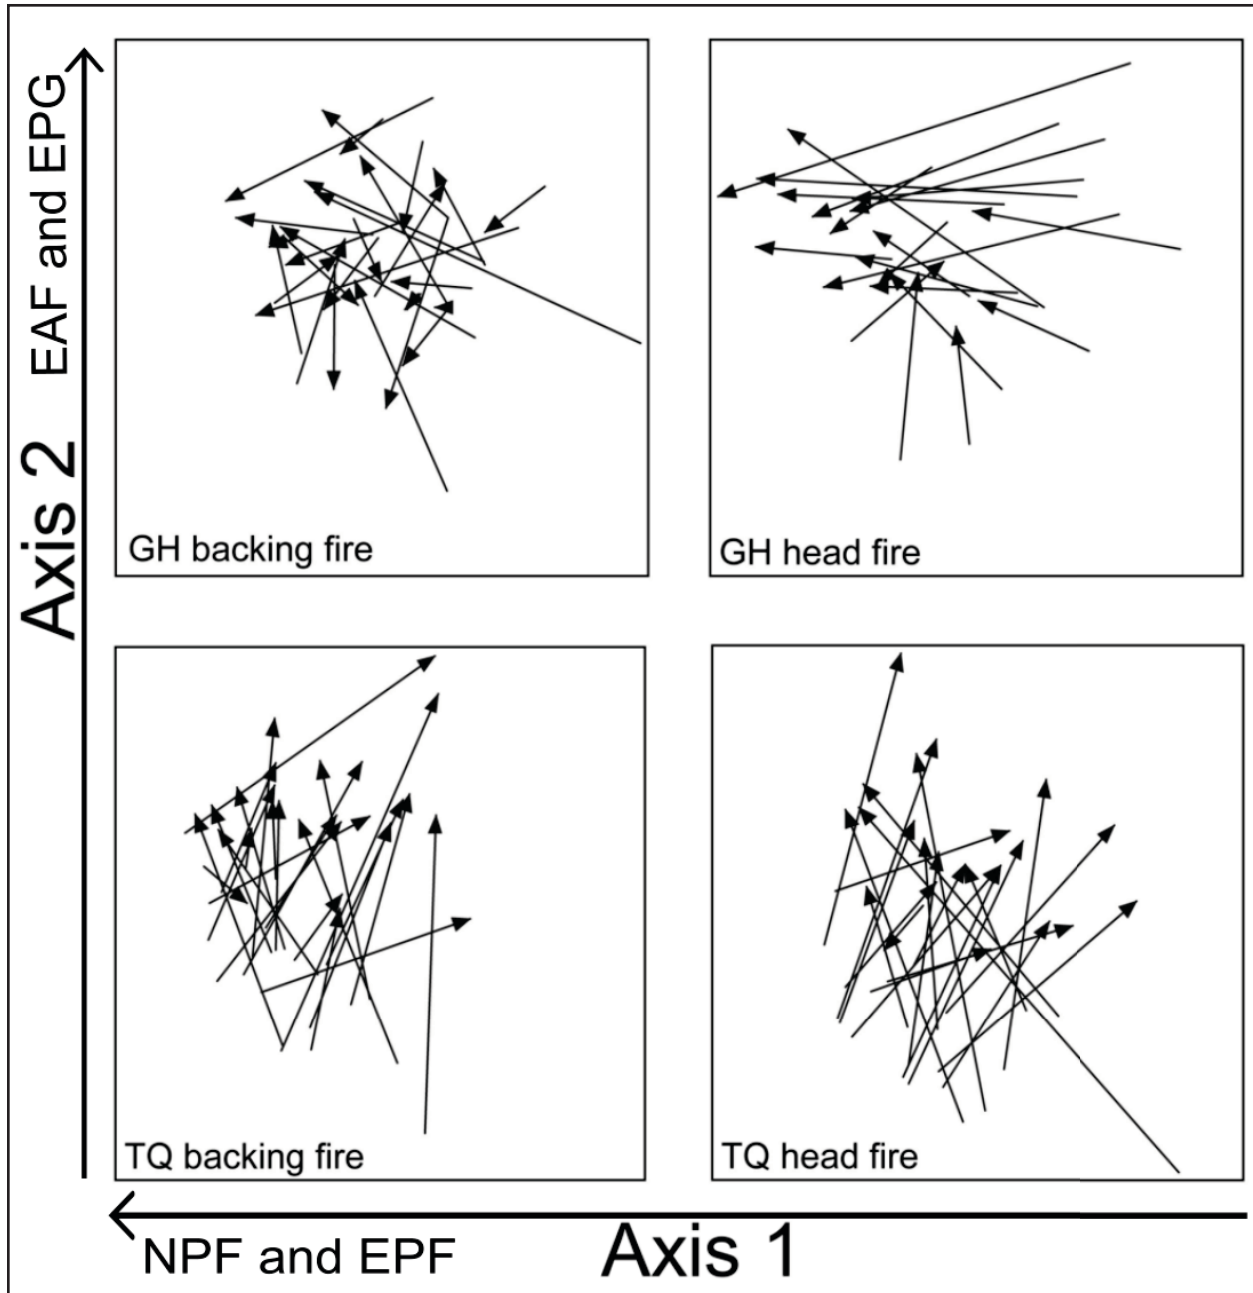 Axis 2 EAF and EPG
GH backing fire
GH head fire
TQ backing fire
TQ head fire
NPF and EPF
Axis 1